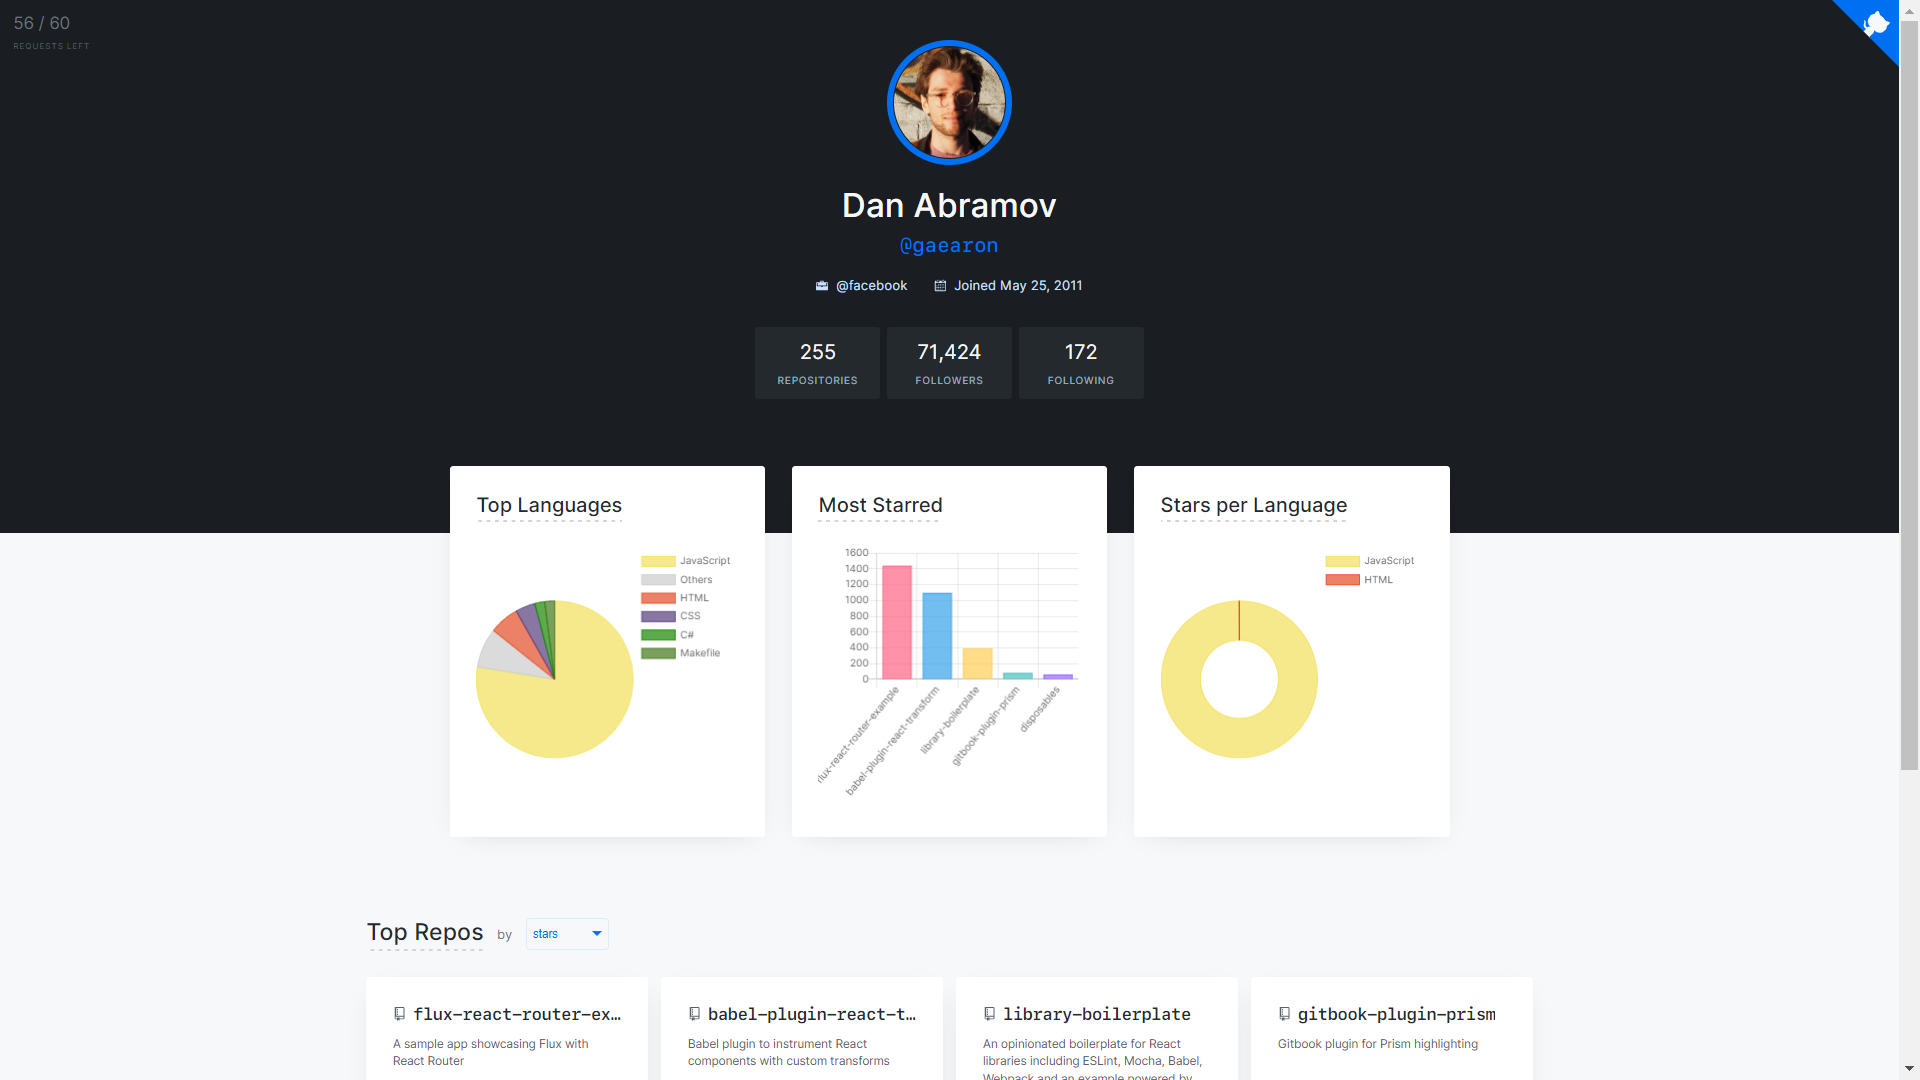 56 / 60
REQUESTS LEFT
Dan Abramov
@gaearon
@facebook
Joined May 25, 2011
255
REPOSITORIES
71,424
FOLLOWERS
172
FOLLOWING
Top Languages
JavaScript
Others
HTML
CSS
C#
Makefile
Most Starred
1600
1400
1200
1000
800
600
400
200
0
flux-react-router-example
babel-plugin-react-transform
library-boilerplate
gitbook-plugin-prism
disposables
Stars per Language
JavaScript
HTML
Top Repos by stars
flux-react-router-ex…
A sample app showcasing Flux with
React Router
babel-plugin-react-t…
Babel plugin to instrument React
components with custom transforms
library-boilerplate
An opinionated boilerplate for React
libraries including ESLint, Mocha, Babel,
Webpack and an example powered by
gitbook-plugin-prism
Gitbook plugin for Prism highlighting